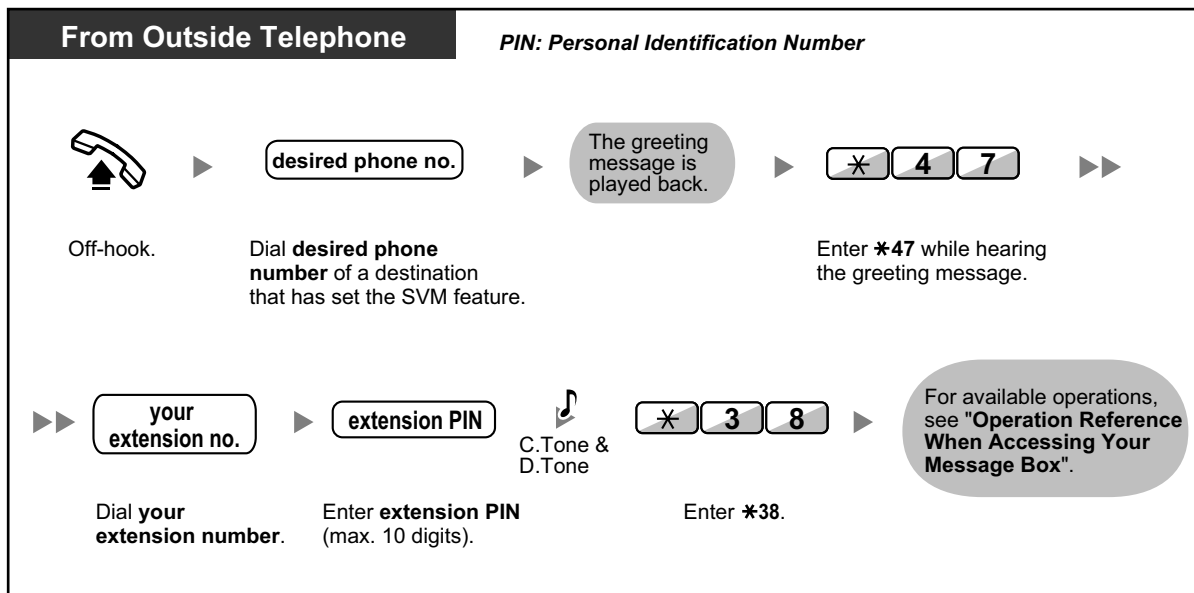 From Outside Telephone
PIN: Personal Identification Number
desired phone no.
The greeting
message is
played back.
* 4 7
Off-hook.
Dial desired phone
number of a destination
that has set the SVM feature.
Enter *47 while hearing
the greeting message.
your
extension no.
extension PIN
C.Tone &
D.Tone
* 3 8
For available operations,
see "Operation Reference
When Accessing Your
Message Box".
Dial your
extension number.
Enter extension PIN
(max. 10 digits).
Enter *38.